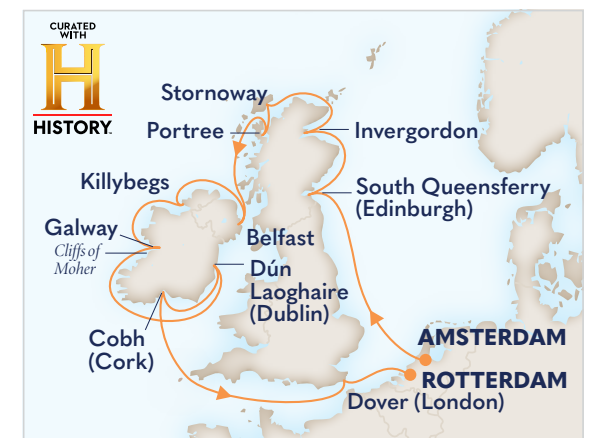 CURATED
WITH
H
HISTORY.
Stornoway
Portree
Invergordon
Killybegs
South Queensferry
(Edinburgh)
Galway
Cliffs of
Moher
Belfast
Dún
Laoghaire
(Dublin)
Cobh
(Cork)
AMSTERDAM
ROTTERDAM
Dover (London)